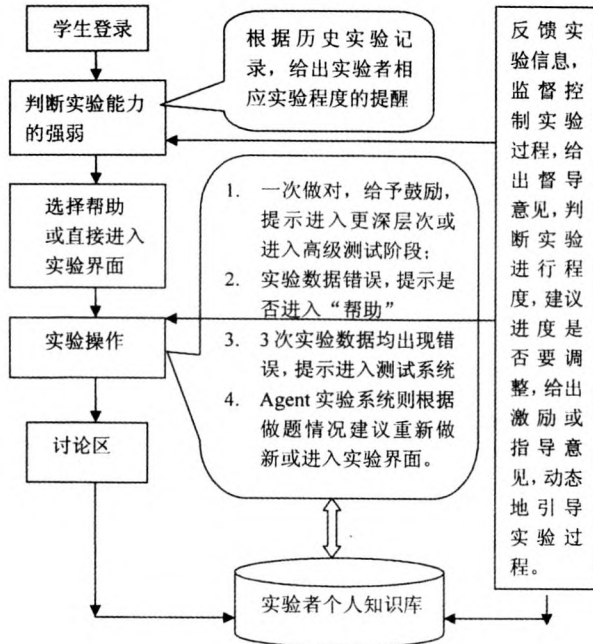 学生登录
判断实验能力
的强弱
选择帮助
或直接进入
实验界面
实验操作
讨论区
根据历史实验记
录，给出实验者相
应实验程度的提醒
1. 一次做对，给予鼓励，
提示进入更深层次或
进入高级测试阶段；
2. 实验数据错误，提示是
否进入“帮助”
3. 3次实验数据均出现错
误，提示进入测试系统
4. Agent 实验系统则根据
做题情况建议重新做
新或进入实验界面。
实验者个人知识库
反馈实
验信息，
监督控
制实验
过程，给
出督导
意见，判
断实验
进行程
度，建议
进度是
否要调
整，给出
激励或
指导意
见，动态
地引导
实验过
程。